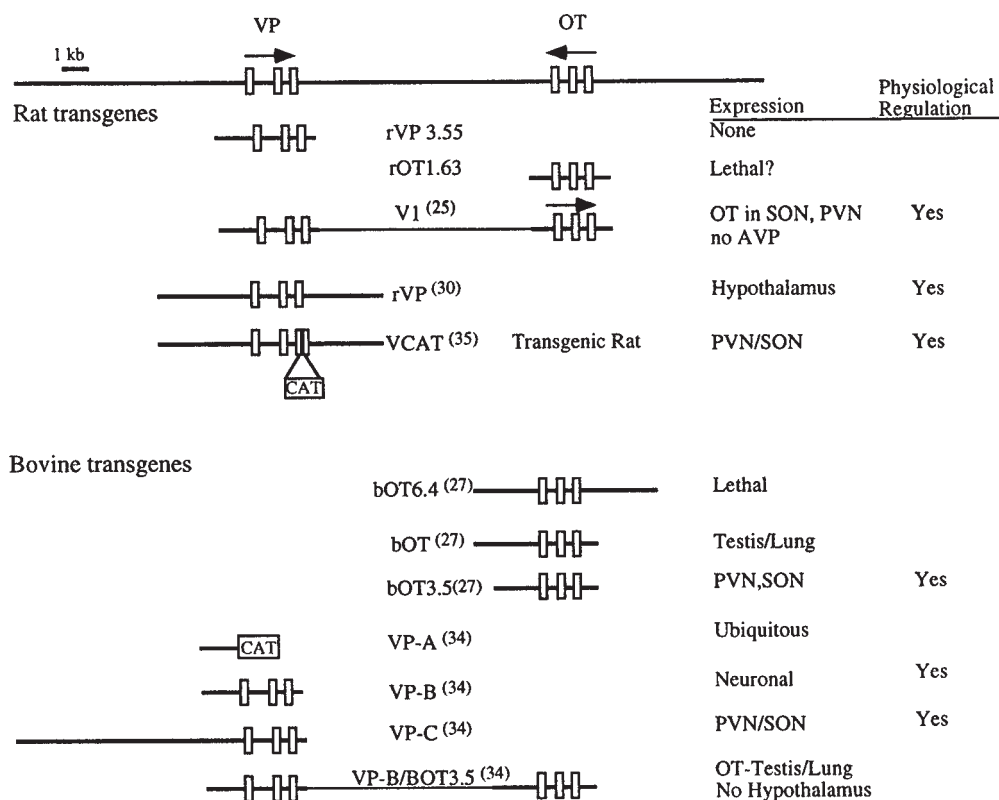 VP
OT
1 kb
Rat transgenes
Expression
Physiological
Regulation
rVP 3.55
None
rOT1.63
Lethal?
V1 (25)
OT in SON, PVN
no AVP
Yes
rVP (30)
Hypothalamus
Yes
VCAT (35)
Transgenic Rat
PVN/SON
Yes
CAT
Bovine transgenes
bOT6.4 (27)
Lethal
bOT (27)
Testis/Lung
bOT3.5(27)
PVN,SON
Yes
CAT
VP-A (34)
Ubiquitous
VP-B (34)
Neuronal
Yes
VP-C (34)
PVN/SON
Yes
VP-B/BOT3.5 (34)
OT-Testis/Lung
No Hypothalamus